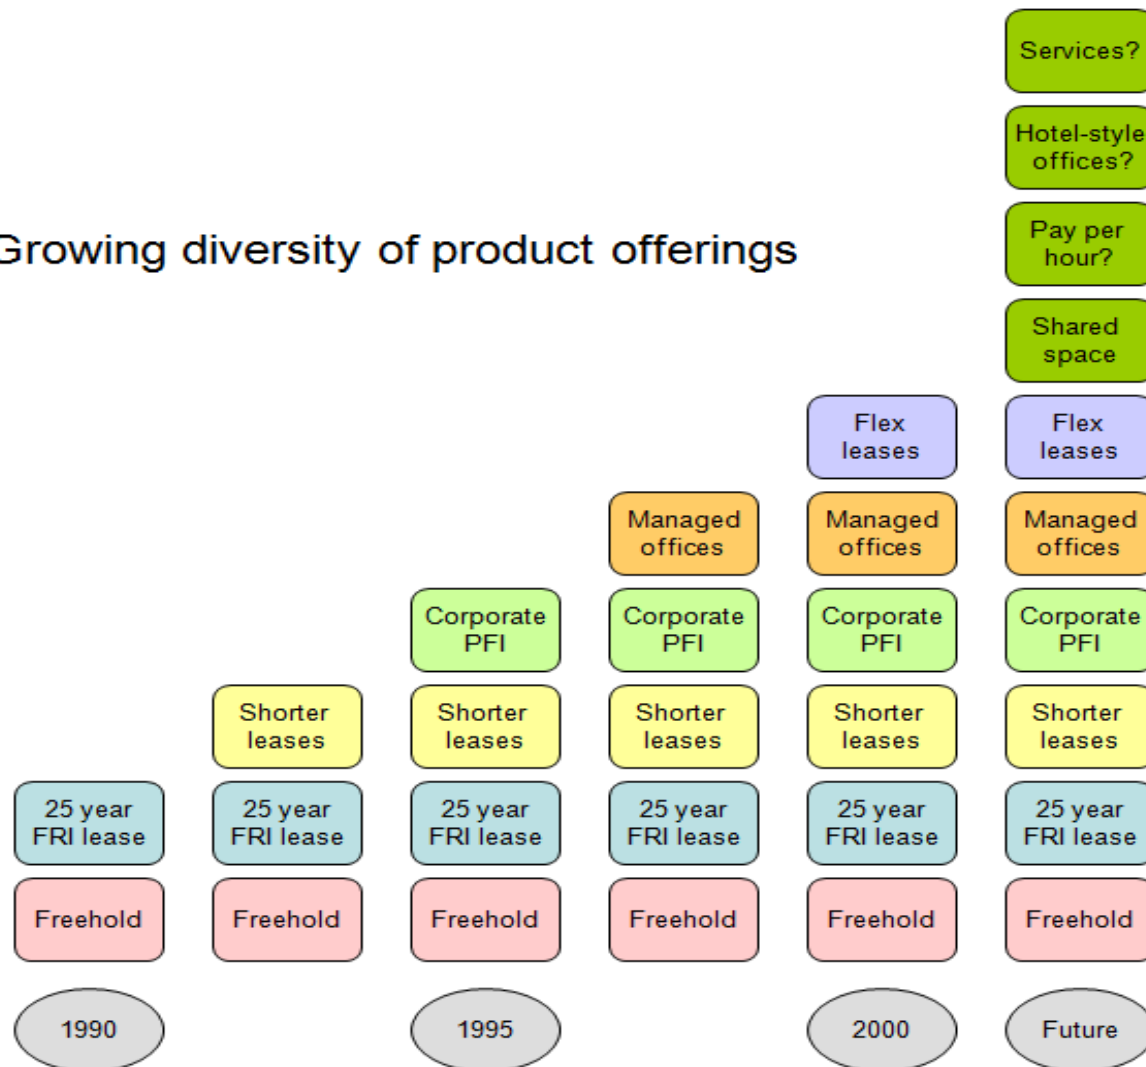 Growing diversity of product offerings
Services?
Hotel-style
offices?
Pay per
hour?
Shared
space
Flex
leases
Flex
leases
Managed
offices
Managed
offices
Managed
offices
Corporate
PFI
Corporate
PFI
Corporate
PFI
Corporate
PFI
Shorter
leases
Shorter
leases
Shorter
leases
Shorter
leases
Shorter
leases
25 year
FRI lease
25 year
FRI lease
25 year
FRI lease
25 year
FRI lease
25 year
FRI lease
25 year
FRI lease
Freehold
Freehold
Freehold
Freehold
Freehold
Freehold
1990
1995
2000
Future